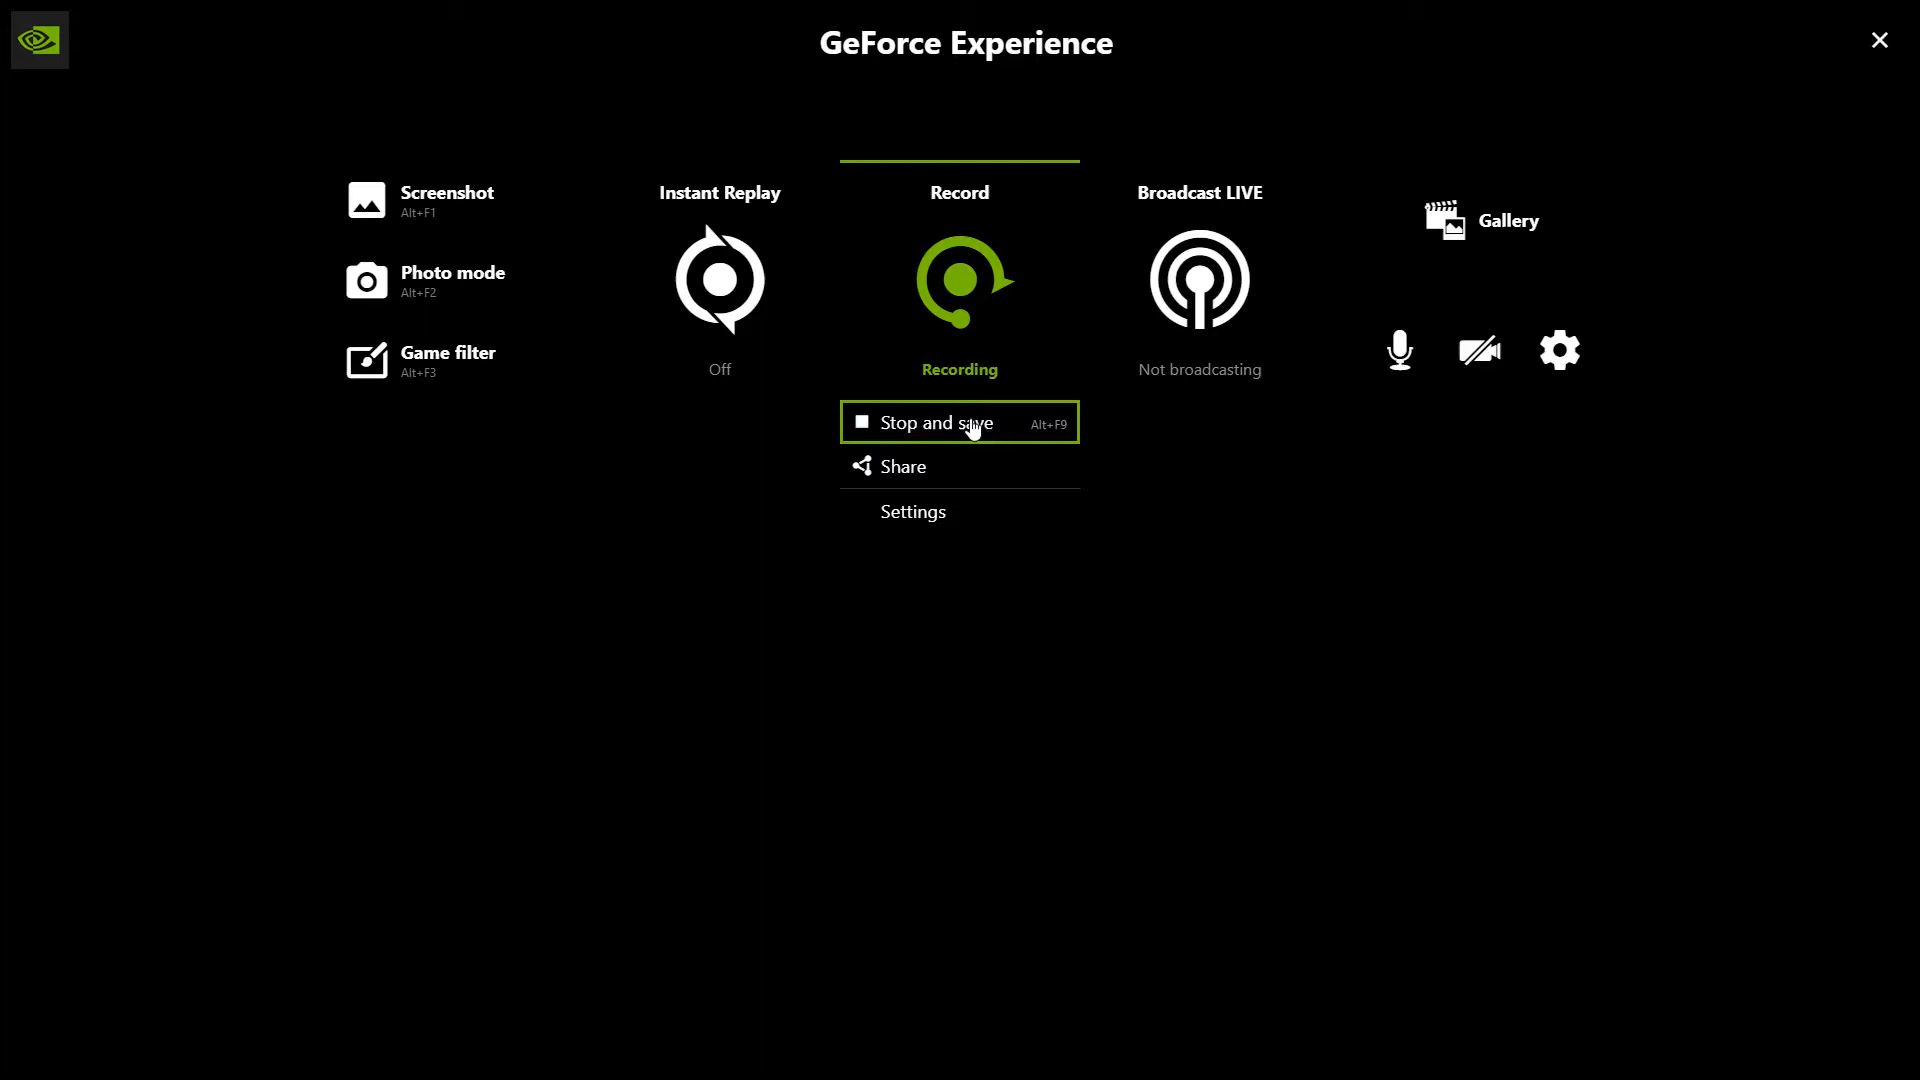 GeForce Experience
Screenshot
Alt+F1
Photo mode
Alt+F2
Game filter
Alt+F3
Instant Replay
Off
Record
Recording
Stop and save Alt+F9
Share
Settings
Broadcast LIVE
Not broadcasting
Gallery